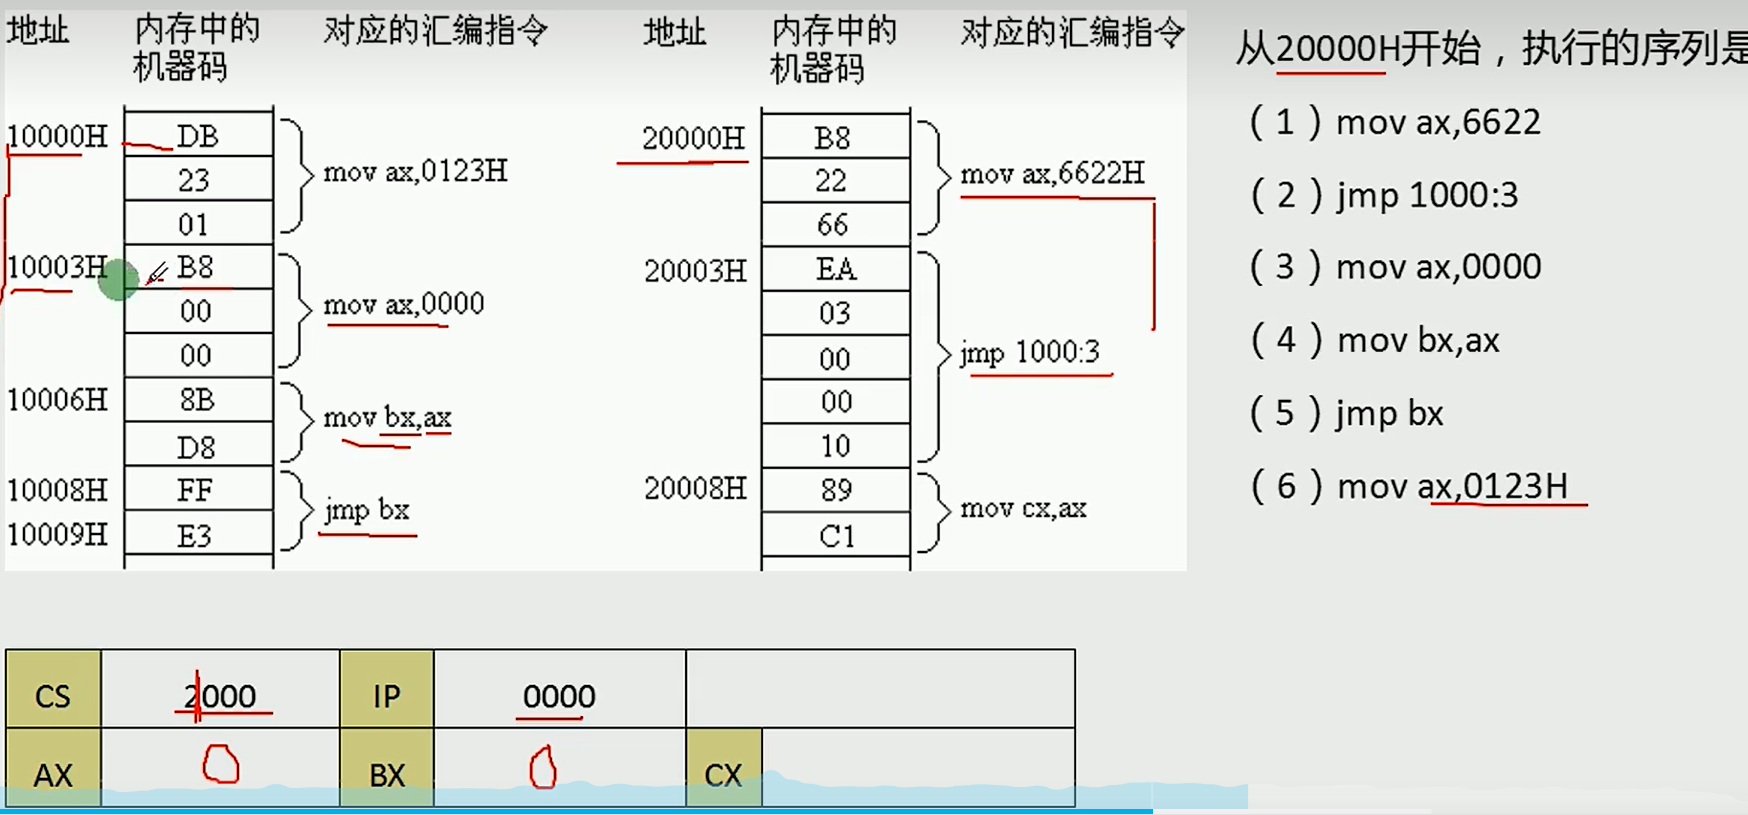 地址 内存中的机器码 对应的汇编指令
10000H DB mov ax,0123H
23
01
10003H B8 mov ax,0000
00
00
10006H 8B mov bx,ax
D8
10008H FF jmp bx
10009H E3
地址 内存中的机器码 对应的汇编指令
20000H B8 mov ax,6622H
22
66
20003H EA jmp 1000:3
03
00
00
10
20008H 89 mov cx,ax
C1
从20000H开始，执行的序列是
（1）mov ax,6622
（2）jmp 1000:3
（3）mov ax,0000
（4）mov bx,ax
（5）jmp bx
（6）mov ax,0123H
CS 2000 IP 0000
AX 0 BX 0 CX